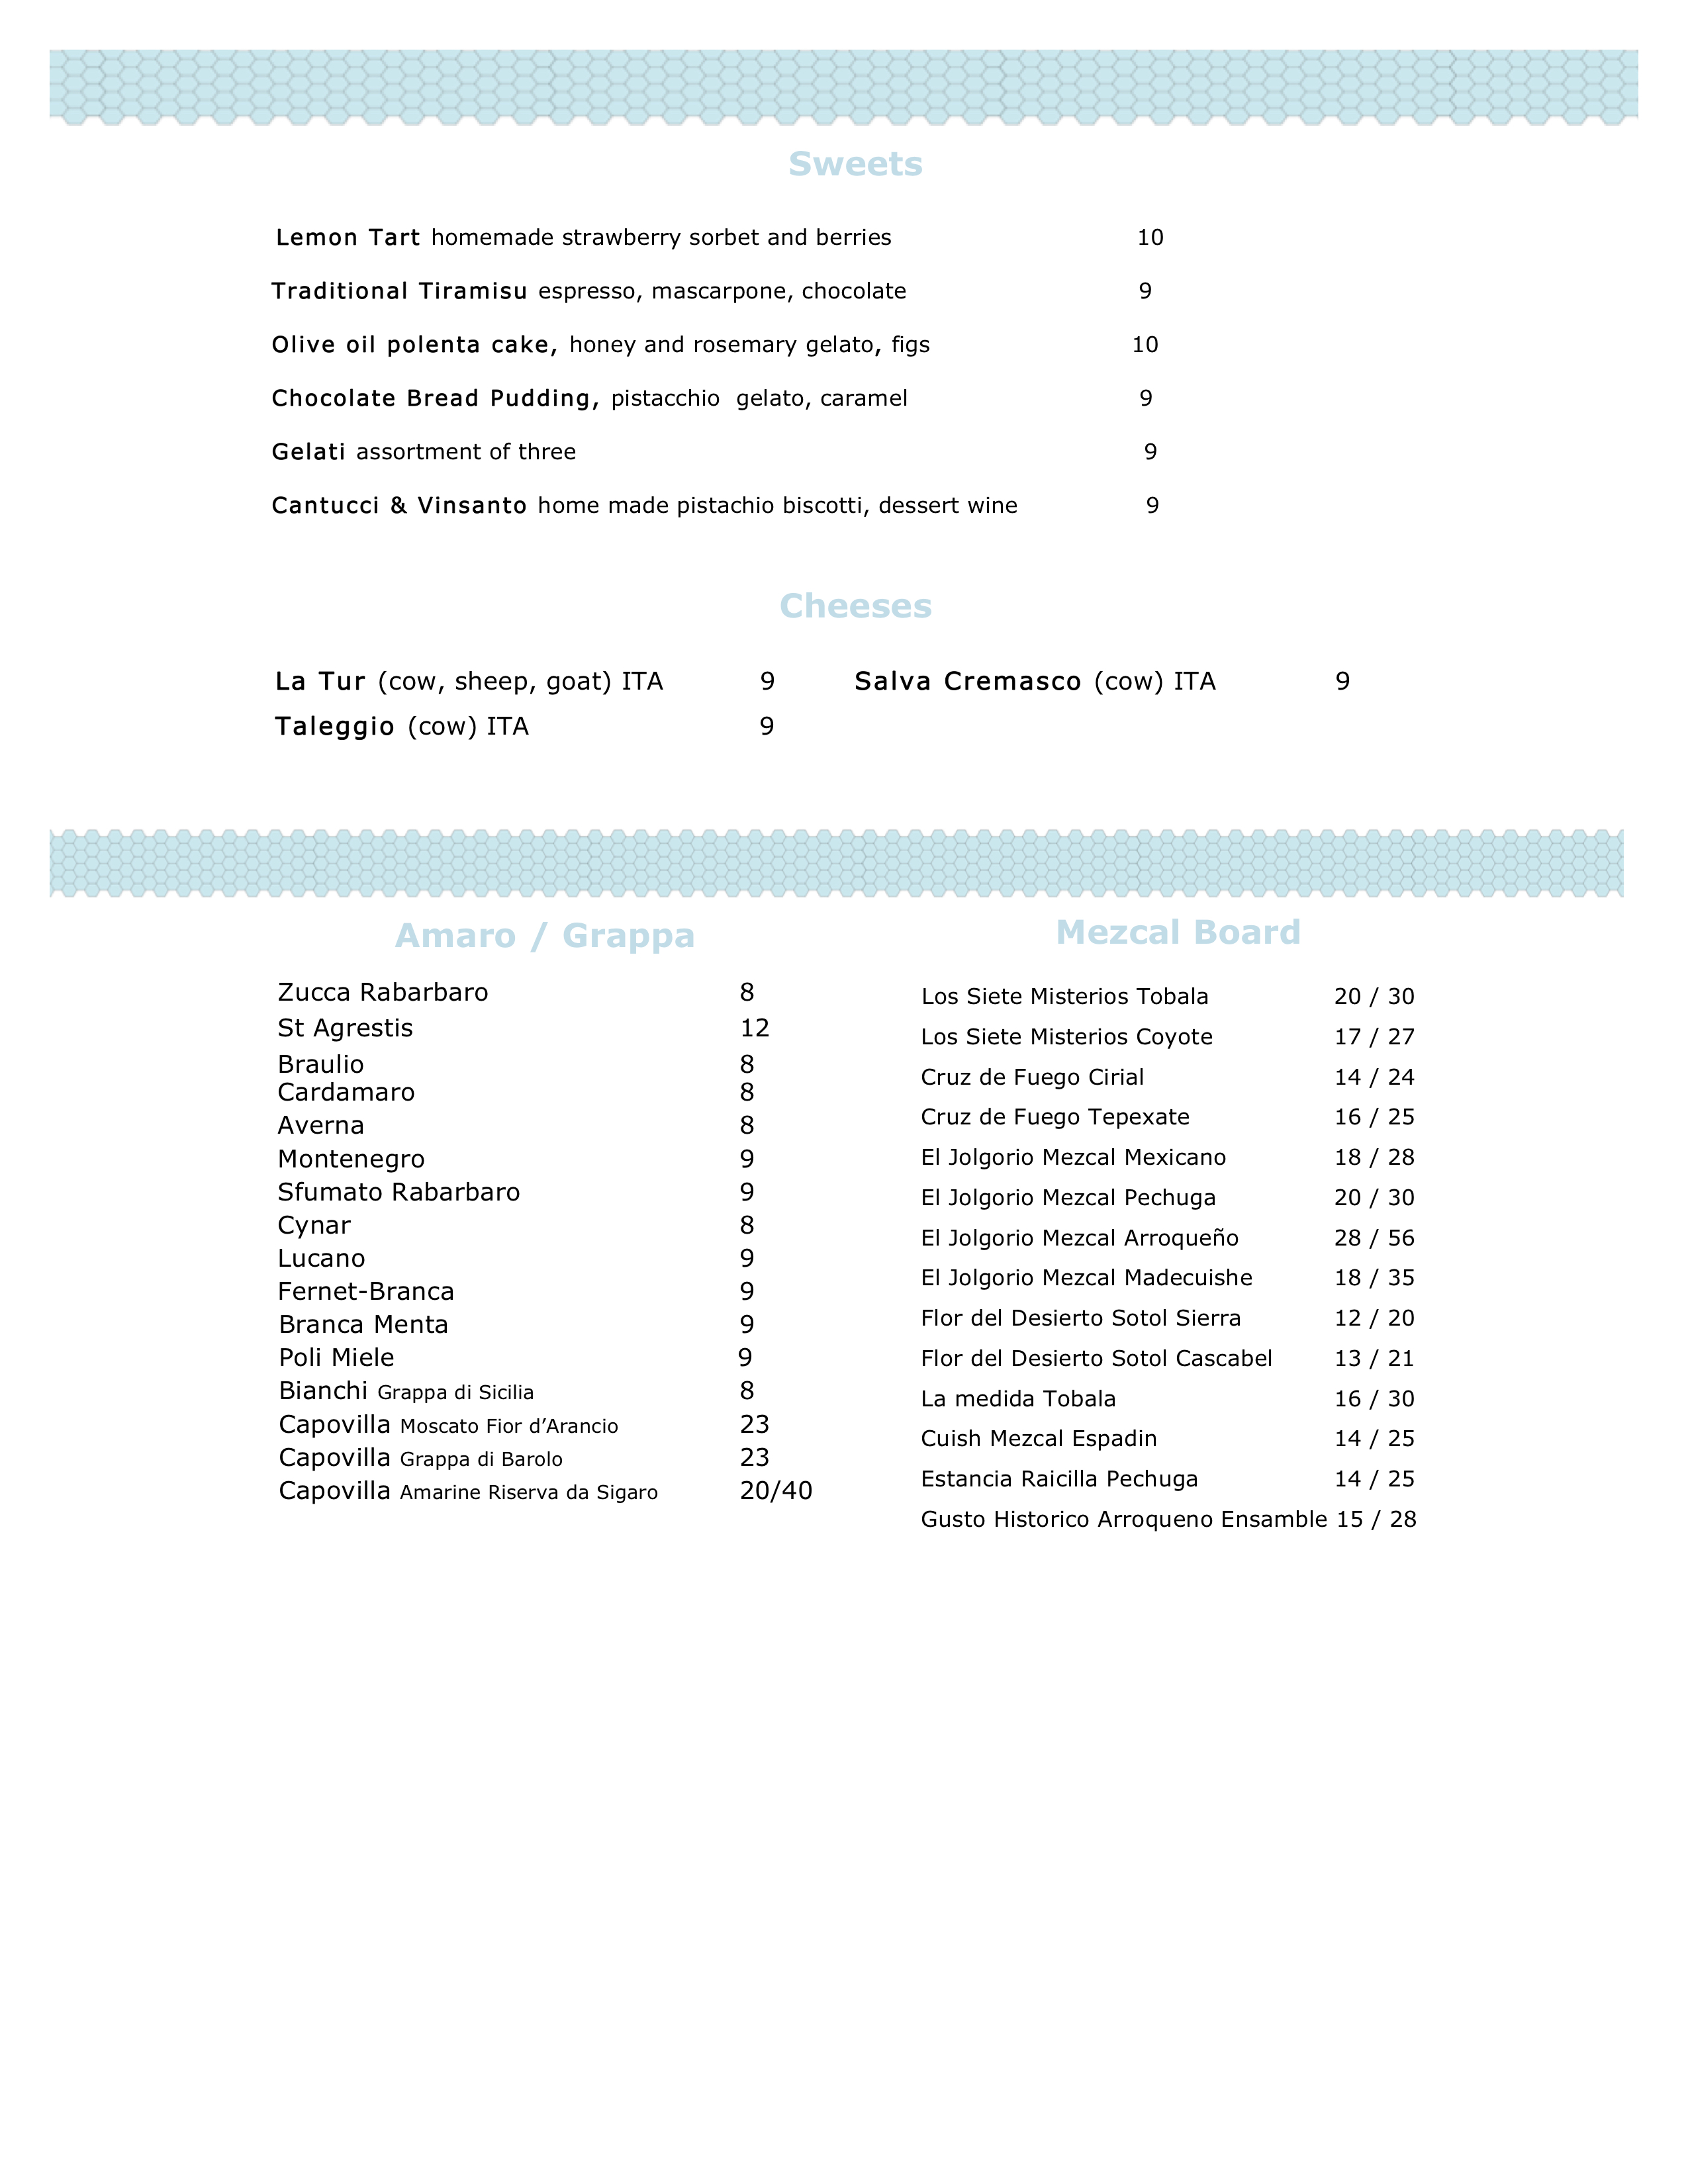 Sweets
Lemon Tart homemade strawberry sorbet and berries 10
Traditional Tiramisu espresso, mascarpone, chocolate 9
Olive oil polenta cake, honey and rosemary gelato, figs 10
Chocolate Bread Pudding, pistacchio  gelato, caramel 9
Gelati assortment of three 9
Cantucci & Vinsanto home made pistachio biscotti, dessert wine 9
Cheeses
La Tur (cow, sheep, goat) ITA 9 Salva Cremasco (cow) ITA 9
Taleggio (cow) ITA 9
Amaro / Grappa
Zucca Rabarbaro 8
St Agrestis 12
Braulio 8
Cardamaro 8
Averna 8
Montenegro 9
Sfumato Rabarbaro 9
Cynar 8
Lucano 9
Fernet-Branca 9
Branca Menta 9
Poli Miele 9
Bianchi Grappa di Sicilia 8
Capovilla Moscato Fior d’Arancio 23
Capovilla Grappa di Barolo 23
Capovilla Amarine Riserva da Sigaro 20/40
Mezcal Board
Los Siete Misterios Tobala 20 / 30
Los Siete Misterios Coyote 17 / 27
Cruz de Fuego Cirial 14 / 24
Cruz de Fuego Tepexate 16 / 25
El Jolgorio Mezcal Mexicano 18 / 28
El Jolgorio Mezcal Pechuga 20 / 30
El Jolgorio Mezcal Arroqueño 28 / 56
El Jolgorio Mezcal Madecuishe 18 / 35
Flor del Desierto Sotol Sierra 12 / 20
Flor del Desierto Sotol Cascabel 13 / 21
La medida Tobala 16 / 30
Cuish Mezcal Espadin 14 / 25
Estancia Raicilla Pechuga 14 / 25
Gusto Historico Arroqueno Ensamble 15 / 28